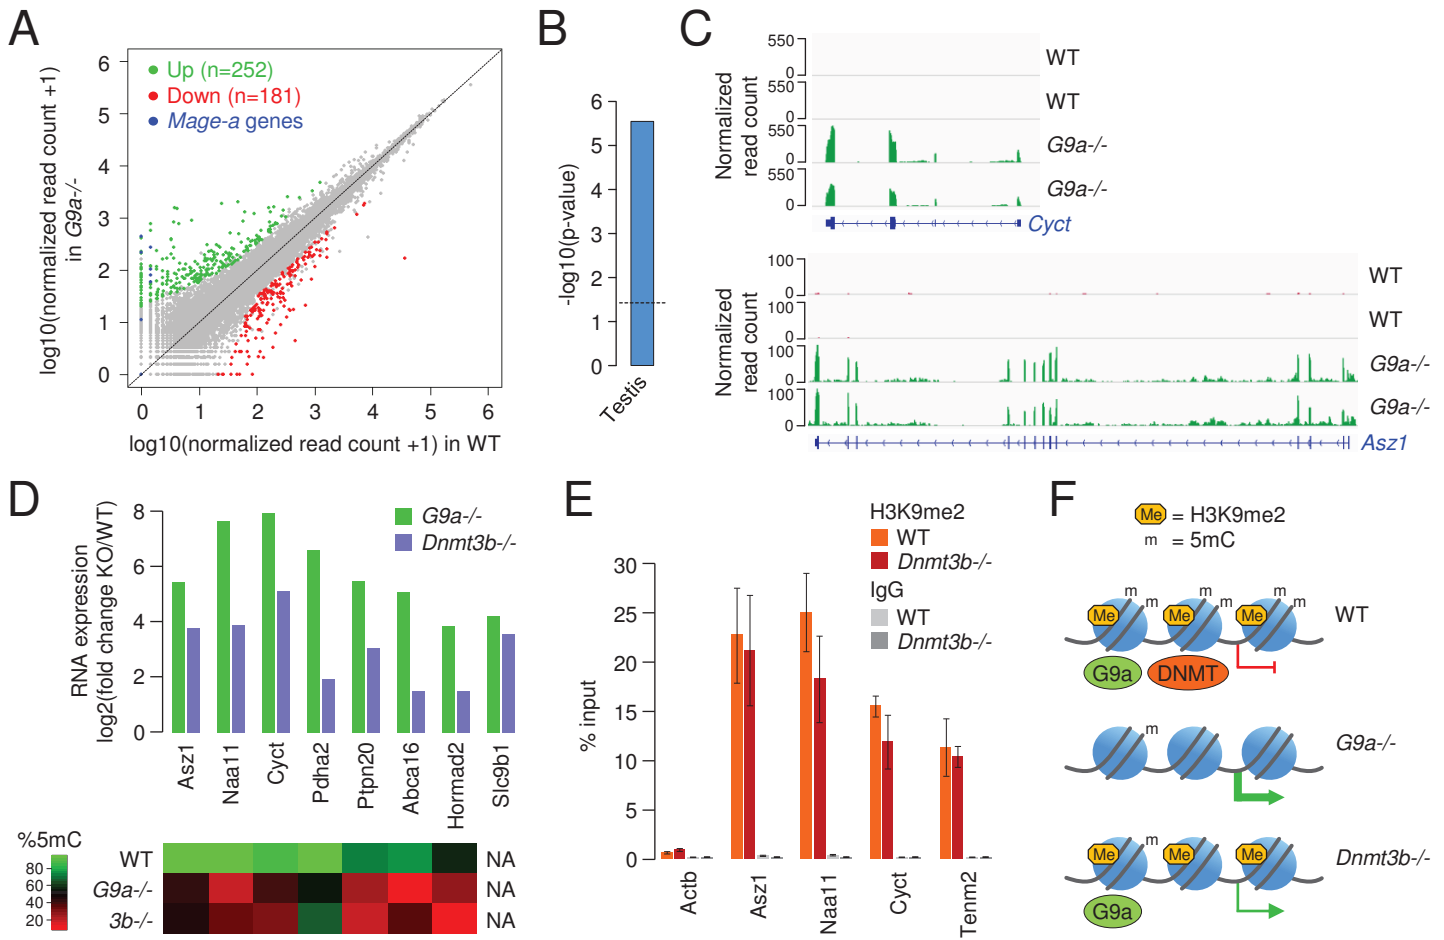 A
log10(normalized read count +1)
in G9a-/-
6
5
4
3
2
1
0
Up (n=252)
Down (n=181)
Mage-a genes
0 1 2 3 4 5 6
log10(normalized read count +1) in WT
B
-log10(p-value)
6
5
4
3
2
1
0
Testis
C
Normalized
read count
550
0
WT
550
0
WT
550
0
G9a-/-
550
0
G9a-/-
Cyct
Normalized
read count
100
0
WT
100
0
WT
100
0
G9a-/-
100
0
G9a-/-
Asz1
D
RNA expression
log2(fold change KO/WT)
8
6
4
2
0
G9a-/-
Dnmt3b-/-
Asz1 Naa11 Cyct Pdha2 Ptpn20 Abca16 Hormad2 Slc9b1
%5mC
80
60
40
20
WT NA
G9a-/- NA
3b-/- NA
E
% input
30
25
20
15
10
5
0
H3K9me2
WT
Dnmt3b-/-
IgG
WT
Dnmt3b-/-
Actb Asz1 Naa11 Cyct Tenm2
F
Me = H3K9me2
m = 5mC
m m m m m m
Me Me Me
WT
G9a DNMT
m
G9a-/-
m m m
Me Me Me
Dnmt3b-/-
G9a